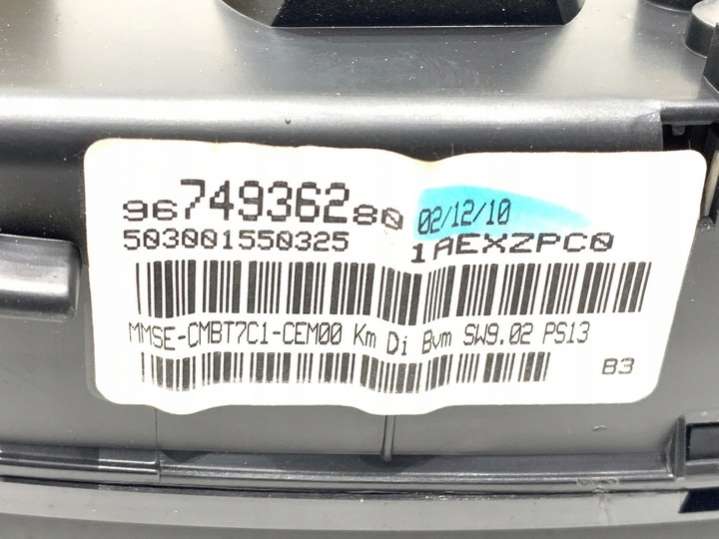 9674936280 02/12/10
503001550325 1AEXZPC0
MMSE-CMBT7C1-CEM00 Km Di Bvm SW9.02 PS13
B3